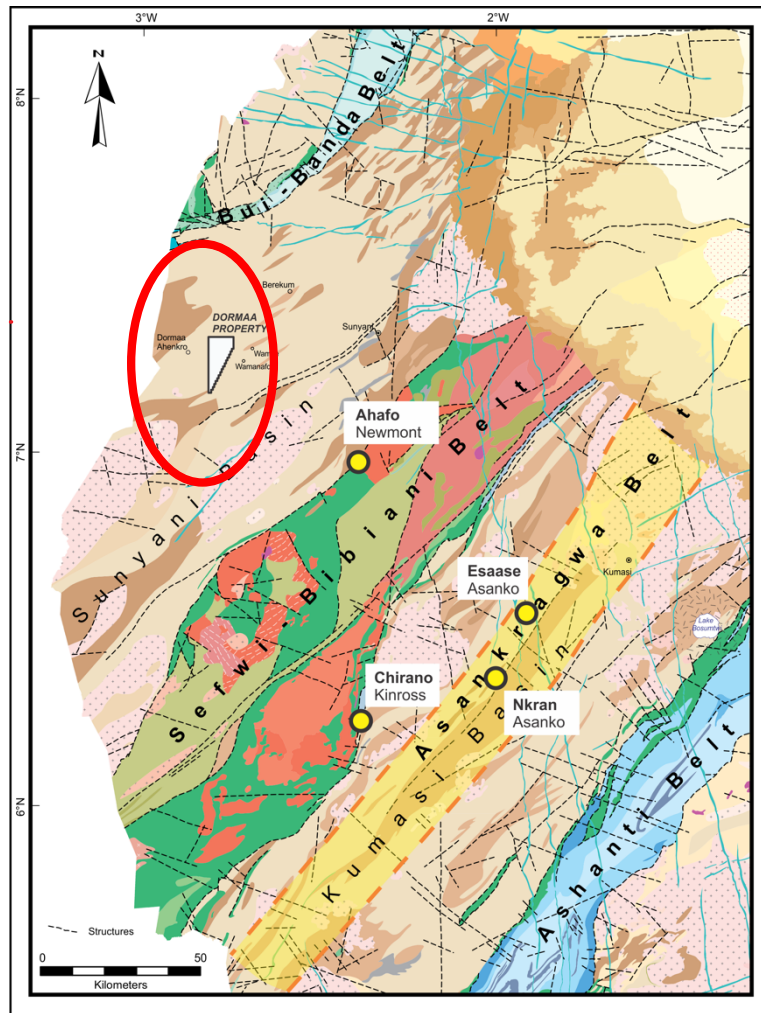 3°W
2°W
N
8°N
Bui - Banda Belt
Berekum
DORMAA
PROPERTY
Dormaa
Ahenkro
Wamanafo
Sunyani
Ahafo
Newmont
7°N
Sunyani Basin
Sefwi - Bibiani Belt
Asankragwa Belt
Kumasi
Esaase
Asanko
Lake
Bosumtwi
Chirano
Kinross
Nkran
Asanko
Kumasi Basin
6°N
Ashanti Belt
Structures
0
50
Kilometers